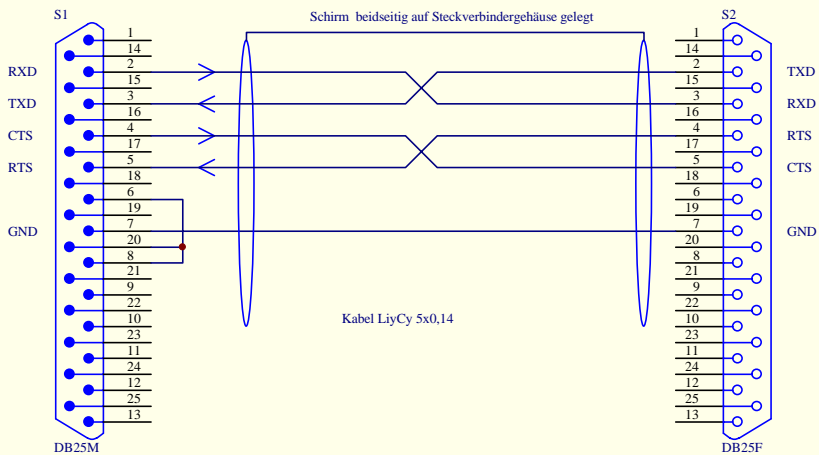 S1 Schirm beidseitig auf Steckverbindergehäuse gelegt S2
1 1
14 14
RXD 2 2 TXD
15 15
TXD 3 3 RXD
16 16
CTS 4 4 RTS
17 17
RTS 5 5 CTS
18 18
6 6
19 19
GND 7 7 GND
20 20
8 8
21 21
9 9
22 22
10 Kabel LiyCy 5x0,14 10
23 23
11 11
24 24
12 12
25 25
13 13
DB25M DB25F